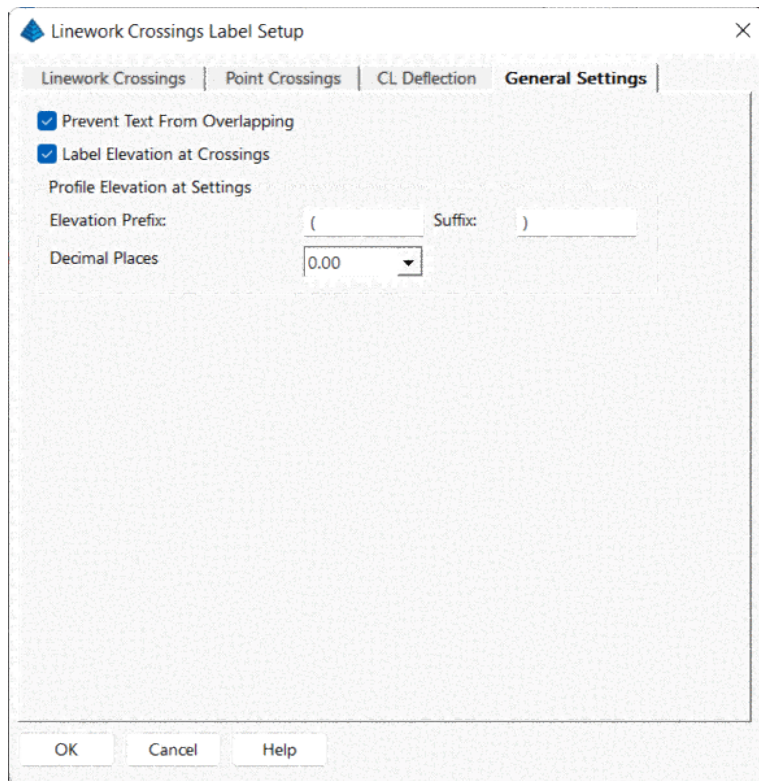 Linework Crossings Label Setup
Linework Crossings Point Crossings CL Deflection General Settings
Prevent Text From Overlapping
Label Elevation at Crossings
Profile Elevation at Settings
Elevation Prefix: ( Suffix: )
Decimal Places 0.00
OK Cancel Help